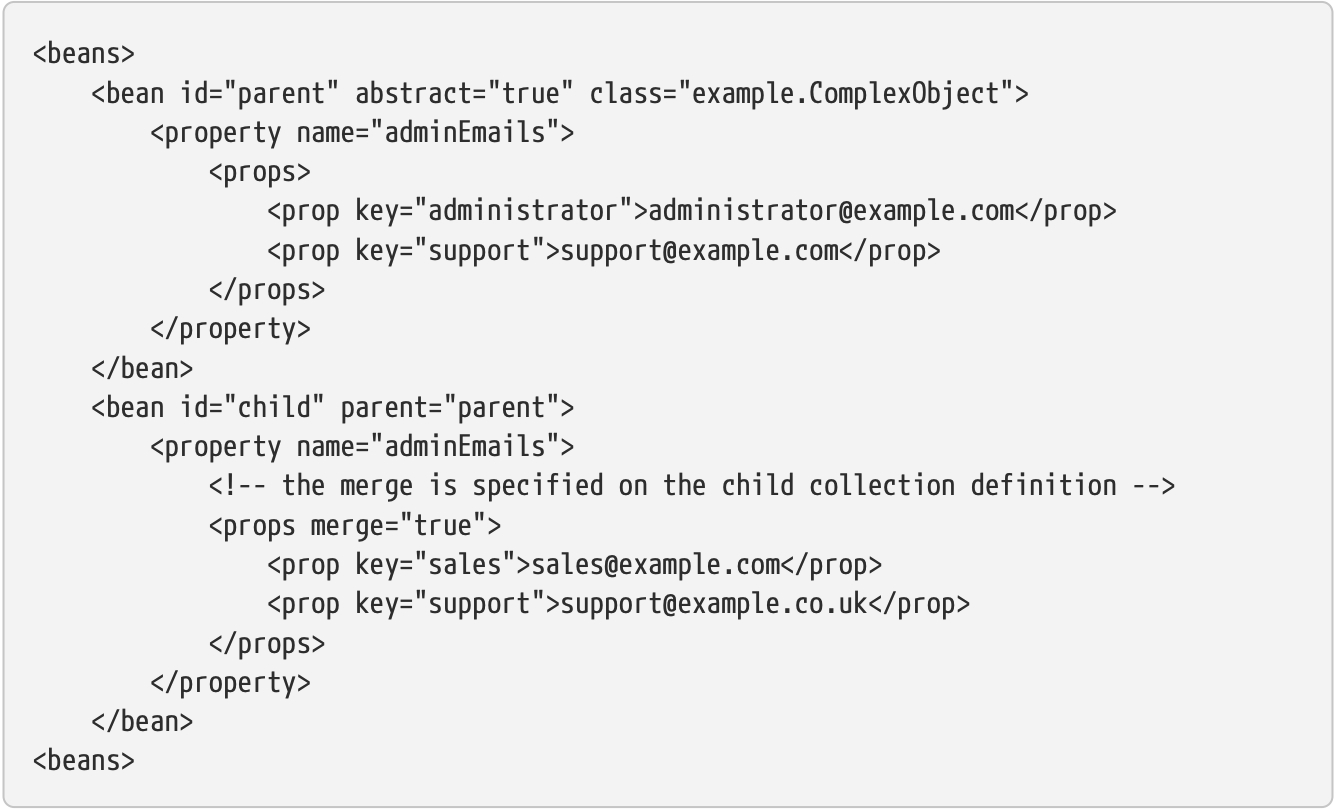 <beans>
    <bean id="parent" abstract="true" class="example.ComplexObject">
        <property name="adminEmails">
            <props>
                <prop key="administrator">administrator@example.com</prop>
                <prop key="support">support@example.com</prop>
            </props>
        </property>
    </bean>
    <bean id="child" parent="parent">
        <property name="adminEmails">
            <!-- the merge is specified on the child collection definition -->
            <props merge="true">
                <prop key="sales">sales@example.com</prop>
                <prop key="support">support@example.co.uk</prop>
            </props>
        </property>
    </bean>
<beans>